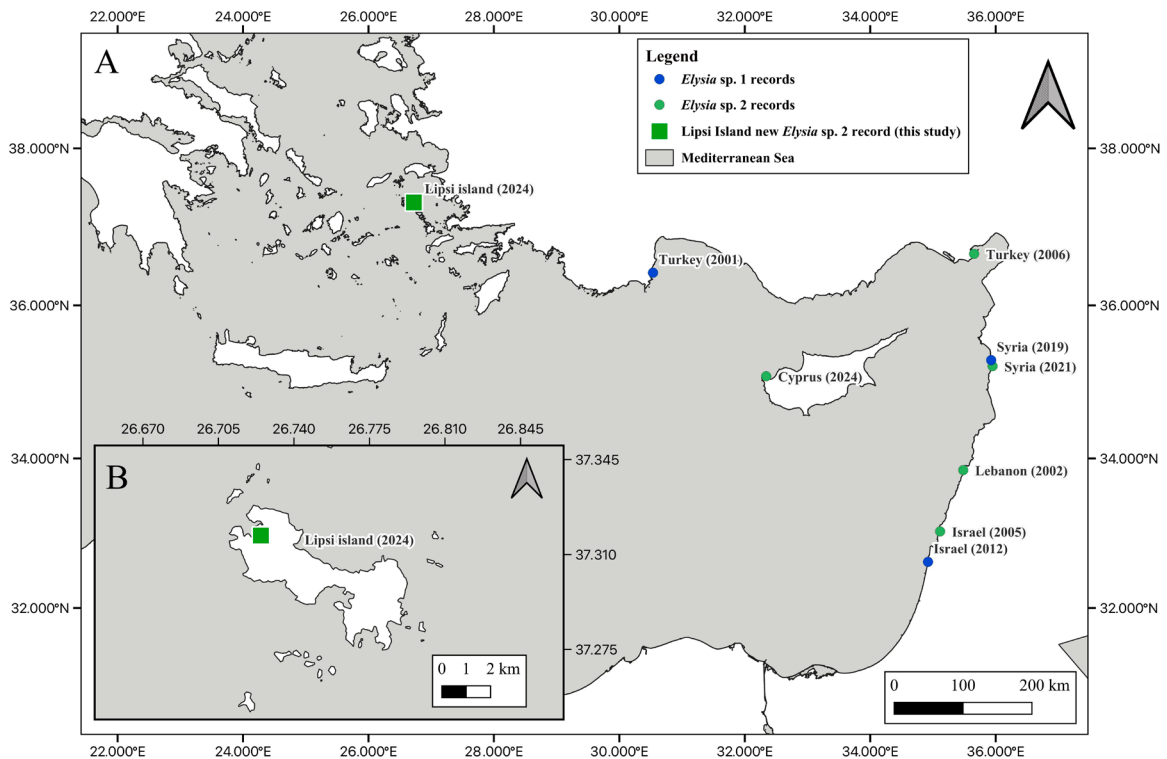 22.000°E 24.000°E 26.000°E 28.000°E 30.000°E 32.000°E 34.000°E 36.000°E
A
Legend
Elysia sp. 1 records
Elysia sp. 2 records
Lipsi Island new Elysia sp. 2 record (this study)
Mediterranean Sea
38.000°N 38.000°N
Lipsi island (2024)
Turkey (2001)
Turkey (2006)
36.000°N 36.000°N
Syria (2019)
Syria (2021)
Cyprus (2024)
26.670 26.705 26.740 26.775 26.810 26.845
34.000°N 34.000°N
37.345
B
Lebanon (2002)
Israel (2005)
Lipsi island (2024)
Israel (2012)
37.310
32.000°N 32.000°N
37.275
0 1 2 km
0 100 200 km
22.000°E 24.000°E 26.000°E 28.000°E 30.000°E 32.000°E 34.000°E 36.000°E